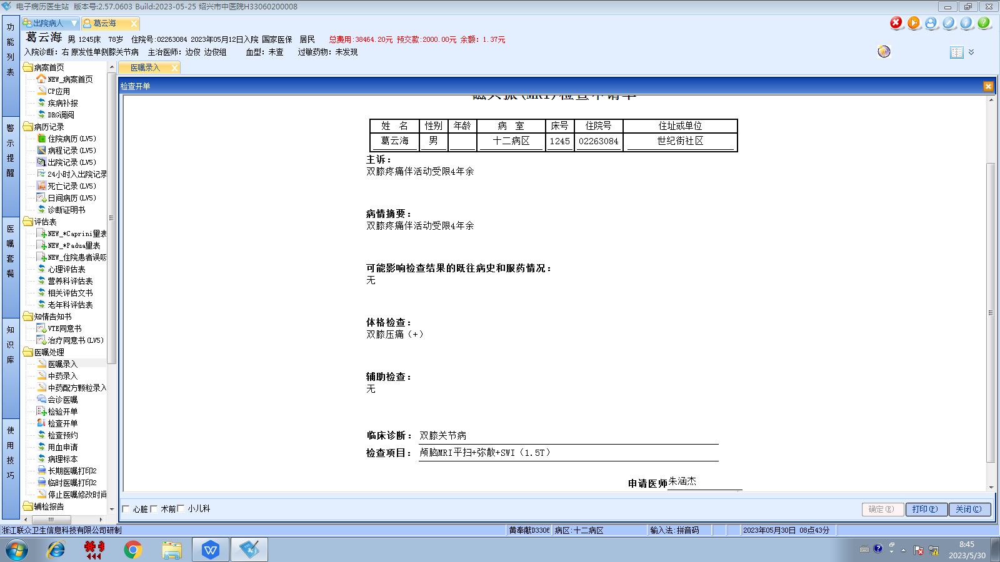 电子病历医生站 版本号:2.57.0603 Build:2023-05-25 绍兴市中医院H33060200008
出院病人
葛云海
葛云海 男 1245床 78岁 住院号:02263084 2023年05月12日入院 国家医保 居民 总费用:38464.20元 预交款:2000.00元 余额: 1.37元
入院诊断: 右 原发性单侧膝关节病 主治医师: 边俊 边俊组 血型: 未查 过敏药物: 未发现
功能列表
警示提醒
医嘱套餐
知识库
使用技巧
病案首页
NEW_病案首页
CP应用
疾病补报
DRG调阅
病历记录
住院病历(LV5)
病程记录(LV5)
出院记录(LV5)
24小时入出院记录
死亡记录(LV5)
日间病历(LV5)
诊断证明书
评估表
NEW_*Caprini量表
NEW_*Padua量表
NEW_住院患者误吸
心理评估表
营养科评估表
相关评估文书
老年科评估表
知情告知书
VTE同意书
治疗同意书(LV5)
医嘱处理
医嘱录入
中药录入
中药配方颗粒录入
会诊医嘱
检验开单
检查开单
检查预约
用血申请
病理标本
长期医嘱打印2
临时医嘱打印2
停止医嘱修改时间
辅检报告
医嘱录入
检查开单
磁共振(MRI)检查申请单
姓 名 性别 年龄 病 室 床号 住院号 住址或单位
葛云海 男 十二病区 1245 02263084 世纪街社区
主诉:
双膝疼痛伴活动受限4年余
病情摘要:
双膝疼痛伴活动受限4年余
可能影响检查结果的既往病史和服药情况:
无
体格检查:
双膝压痛（+）
辅助检查:
无
临床诊断: 双膝关节病
检查项目: 颅脑MRI平扫+弥散+SWI（1.5T）
申请医师 朱涵杰
心脏 术前 小儿科
确定(E) 打印(P) 关闭(C)
浙江联众卫生信息科技有限公司研制 黄奉献D330E 病区:十二病区 输入法:拼音码 2023年05月30日 08点43分
8:45
2023/5/30